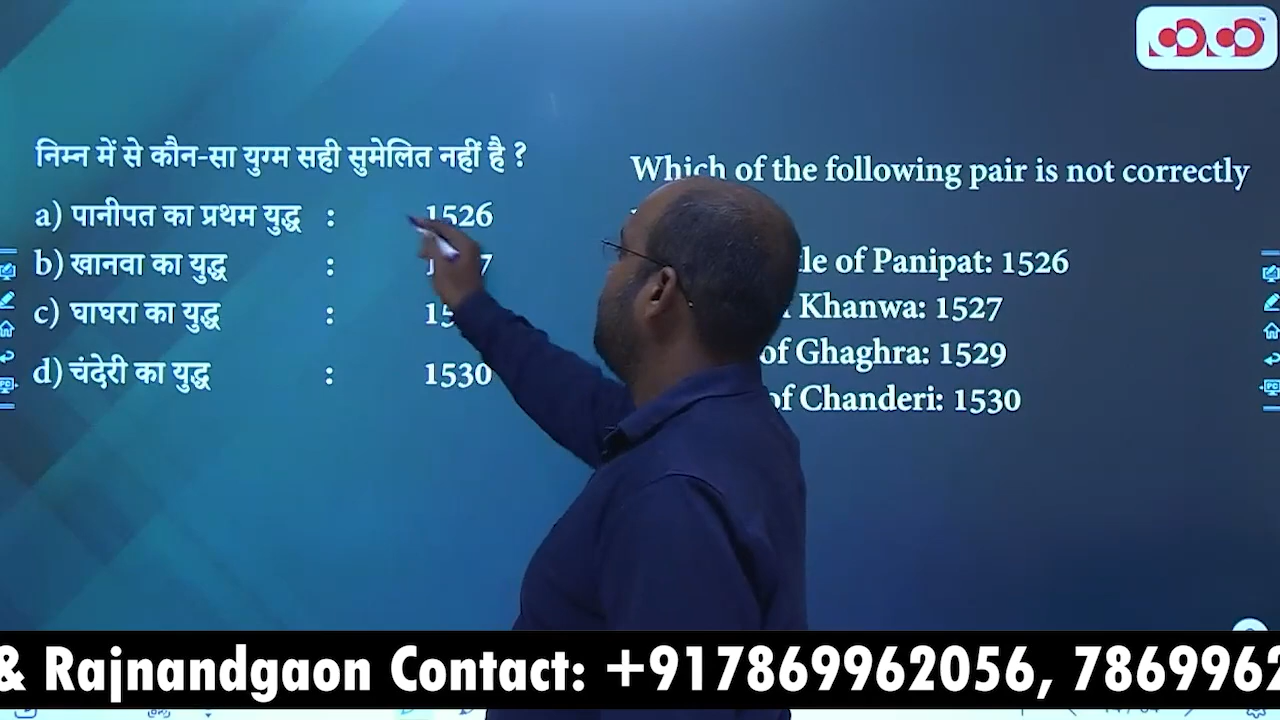 निम्न में से कौन-सा युग्म सही सुमेलित नहीं है ?
a) पानीपत का प्रथम युद्ध : 1526
b) खानवा का युद्ध :
c) घाघरा का युद्ध :
d) चंदेरी का युद्ध : 1530
Which of the following pair is not correctly
of Panipat: 1526
Khanwa: 1527
of Ghaghra: 1529
of Chanderi: 1530
& Rajnandgaon Contact: +917869962056, 7869962